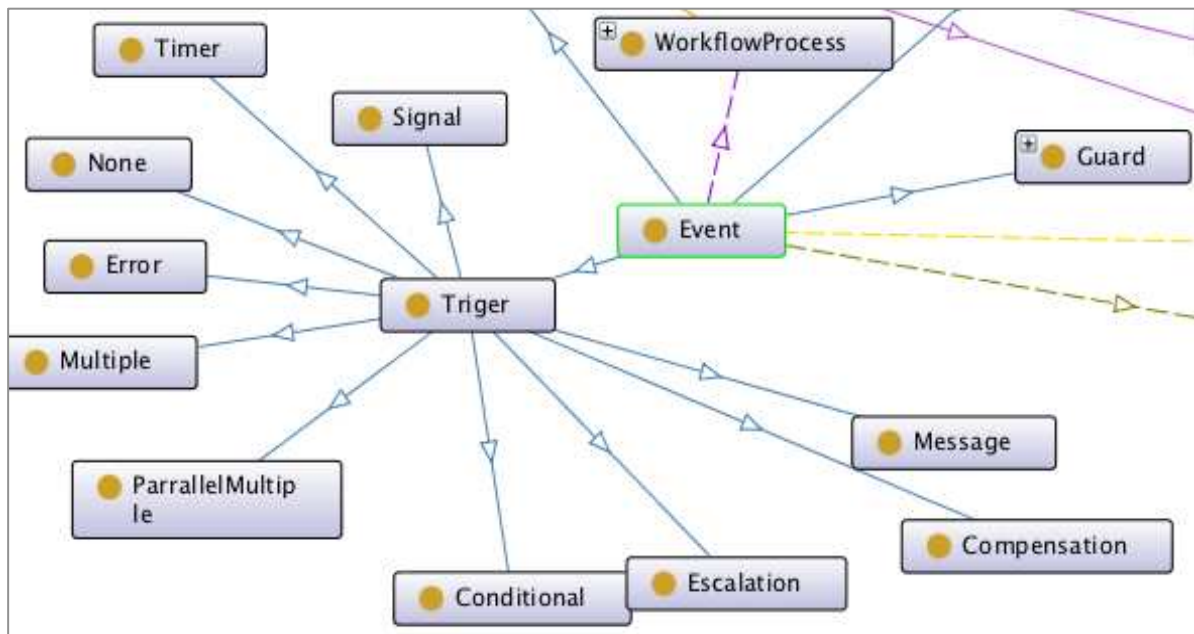 Timer
WorkflowProcess
Signal
None
Guard
Event
Error
Triger
Multiple
Message
ParrallelMultip
le
Compensation
Conditional
Escalation